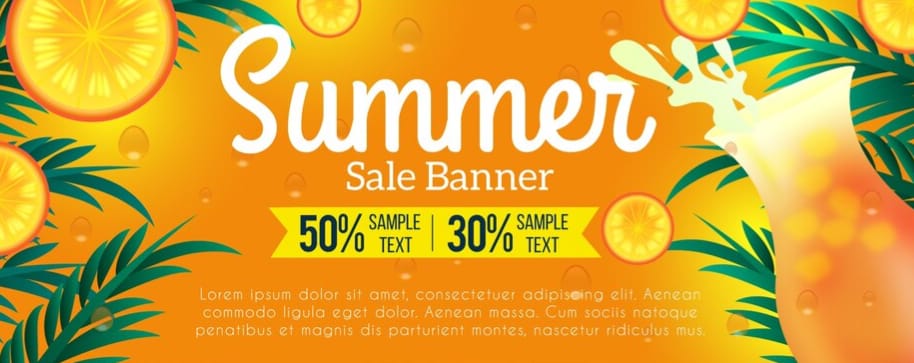 Summer
Sale Banner
50% SAMPLE TEXT | 30% SAMPLE TEXT
Lorem ipsum dolor sit amet, consectetuer adipiscing elit. Aenean
commodo ligula eget dolor. Aenean massa. Cum sociis natoque
penatibus et magnis dis parturient montes, nascetur ridiculus mus.